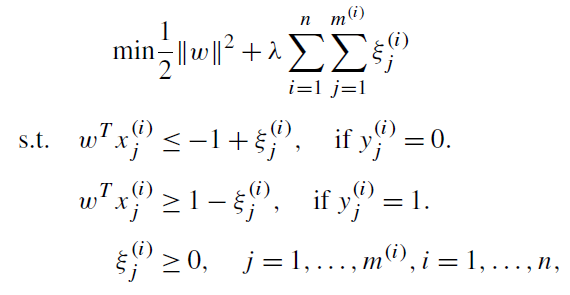 min 1/2 ‖w‖² + λ ∑_{i=1}^{n} ∑_{j=1}^{m^{(i)}} ξ_j^{(i)}
s.t. w^T x_j^{(i)} ≤ −1 + ξ_j^{(i)}, if y_j^{(i)} = 0.
w^T x_j^{(i)} ≥ 1 − ξ_j^{(i)}, if y_j^{(i)} = 1.
ξ_j^{(i)} ≥ 0, j = 1, . . . , m^{(i)}, i = 1, . . . , n,